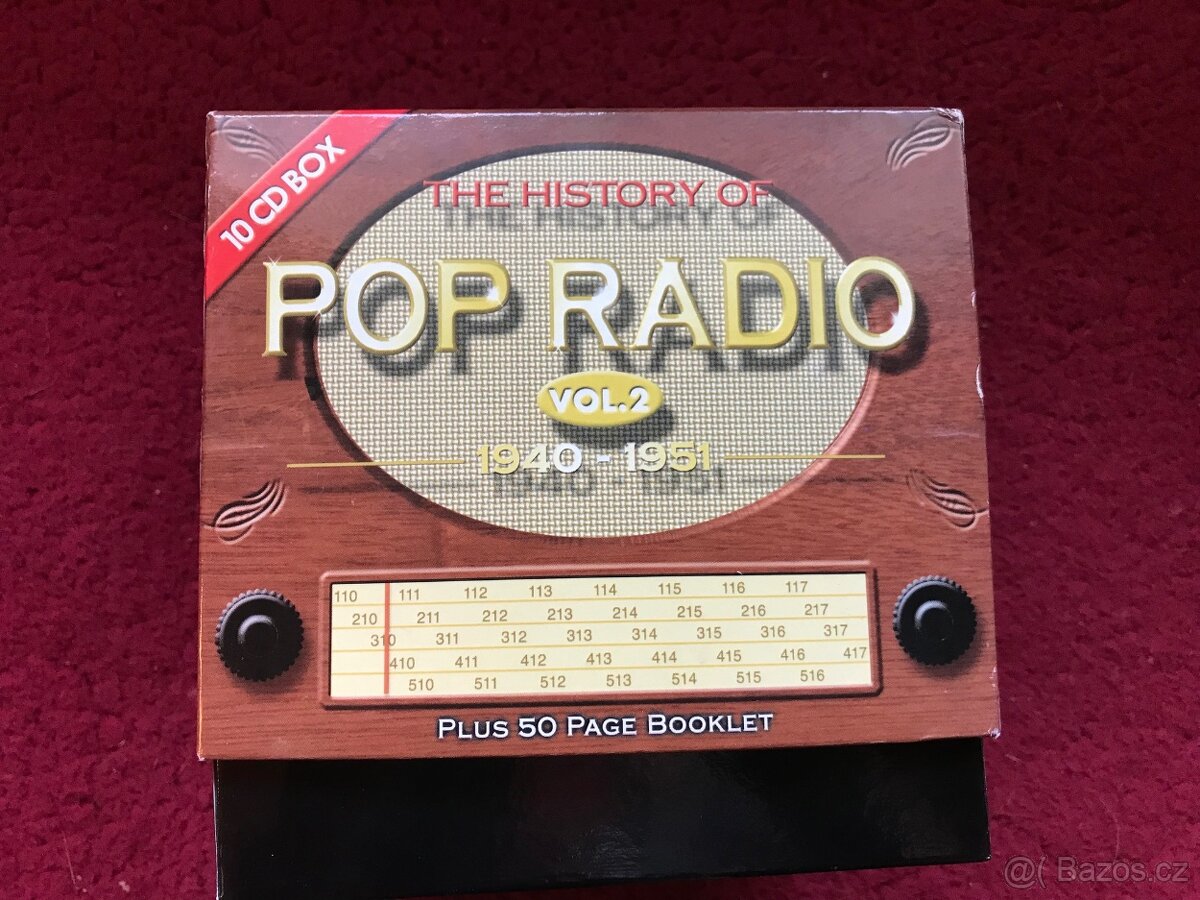 10 CD BOX
THE HISTORY OF
POP RADIO
VOL.2
1940 - 1951
110 111 112 113 114 115 116 117
210 211 212 213 214 215 216 217
310 311 312 313 314 315 316 317
410 411 412 413 414 415 416 417
510 511 512 513 514 515 516
PLUS 50 PAGE BOOKLET
@( Bazos.cz